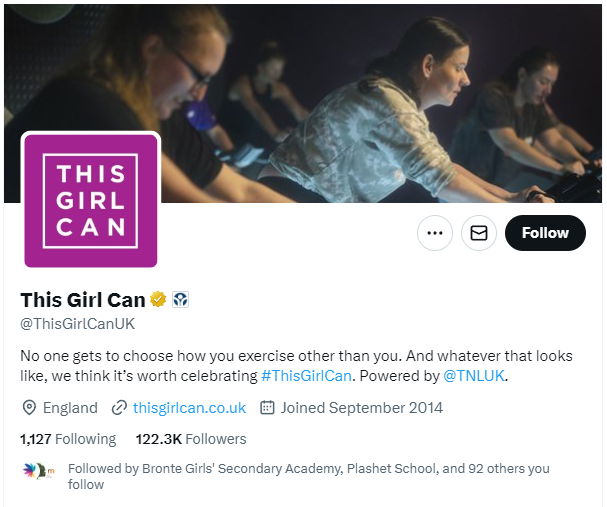 THIS
GIRL
CAN
Follow
This Girl Can
@ThisGirlCanUK
No one gets to choose how you exercise other than you. And whatever that looks
like, we think it’s worth celebrating #ThisGirlCan. Powered by @TNLUK.
England thisgirlcan.co.uk Joined September 2014
1,127 Following 122.3K Followers
Followed by Bronte Girls' Secondary Academy, Plashet School, and 92 others you
follow